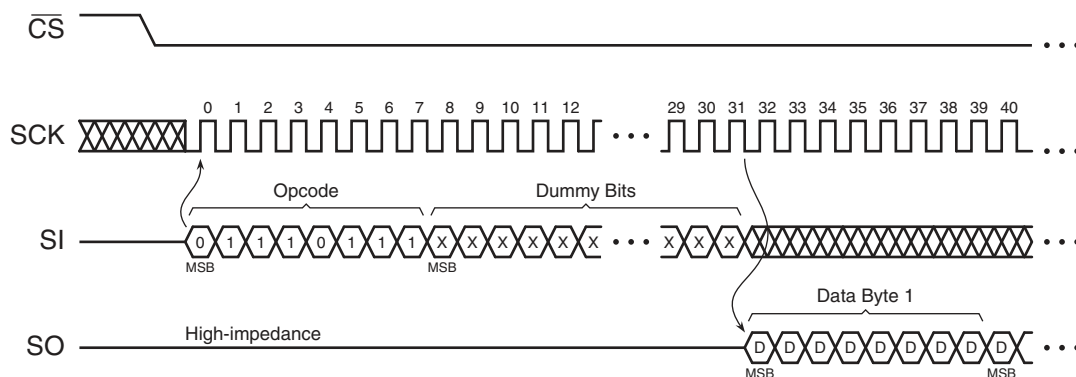 CS
SCK 0 1 2 3 4 5 6 7 8 9 10 11 12 29 30 31 32 33 34 35 36 37 38 39 40
Opcode Dummy Bits
SI 0 1 1 1 0 1 1 1 X X X X X X X X X
MSB MSB
Data Byte 1
High-impedance
SO D D D D D D D D D
MSB MSB